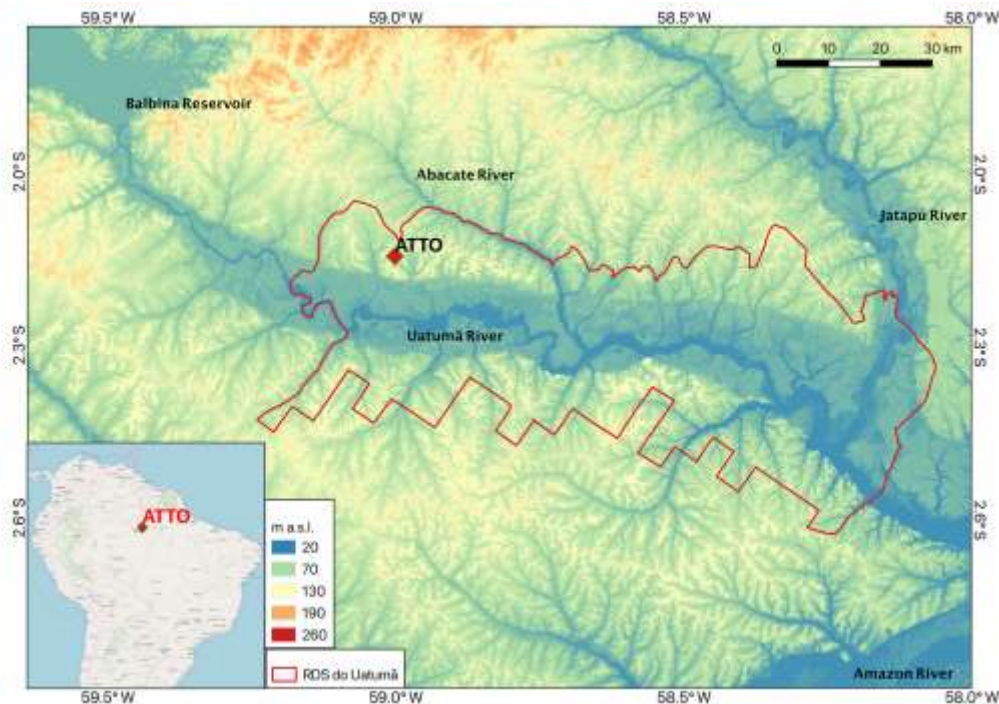 59.5°W 59.0°W 58.5°W 58.0°W
0 10 20 30 km
Balbina Reservoir
Abacate River
2.0°S
2.0°S
Jatapú River
ATTO
Uatumã River
2.3°S
2.3°S
ATTO
2.6°S
2.6°S
m a.s.l.
20
70
130
190
260
RDS do Uatumã
Amazon River
59.5°W 59.0°W 58.5°W 58.0°W